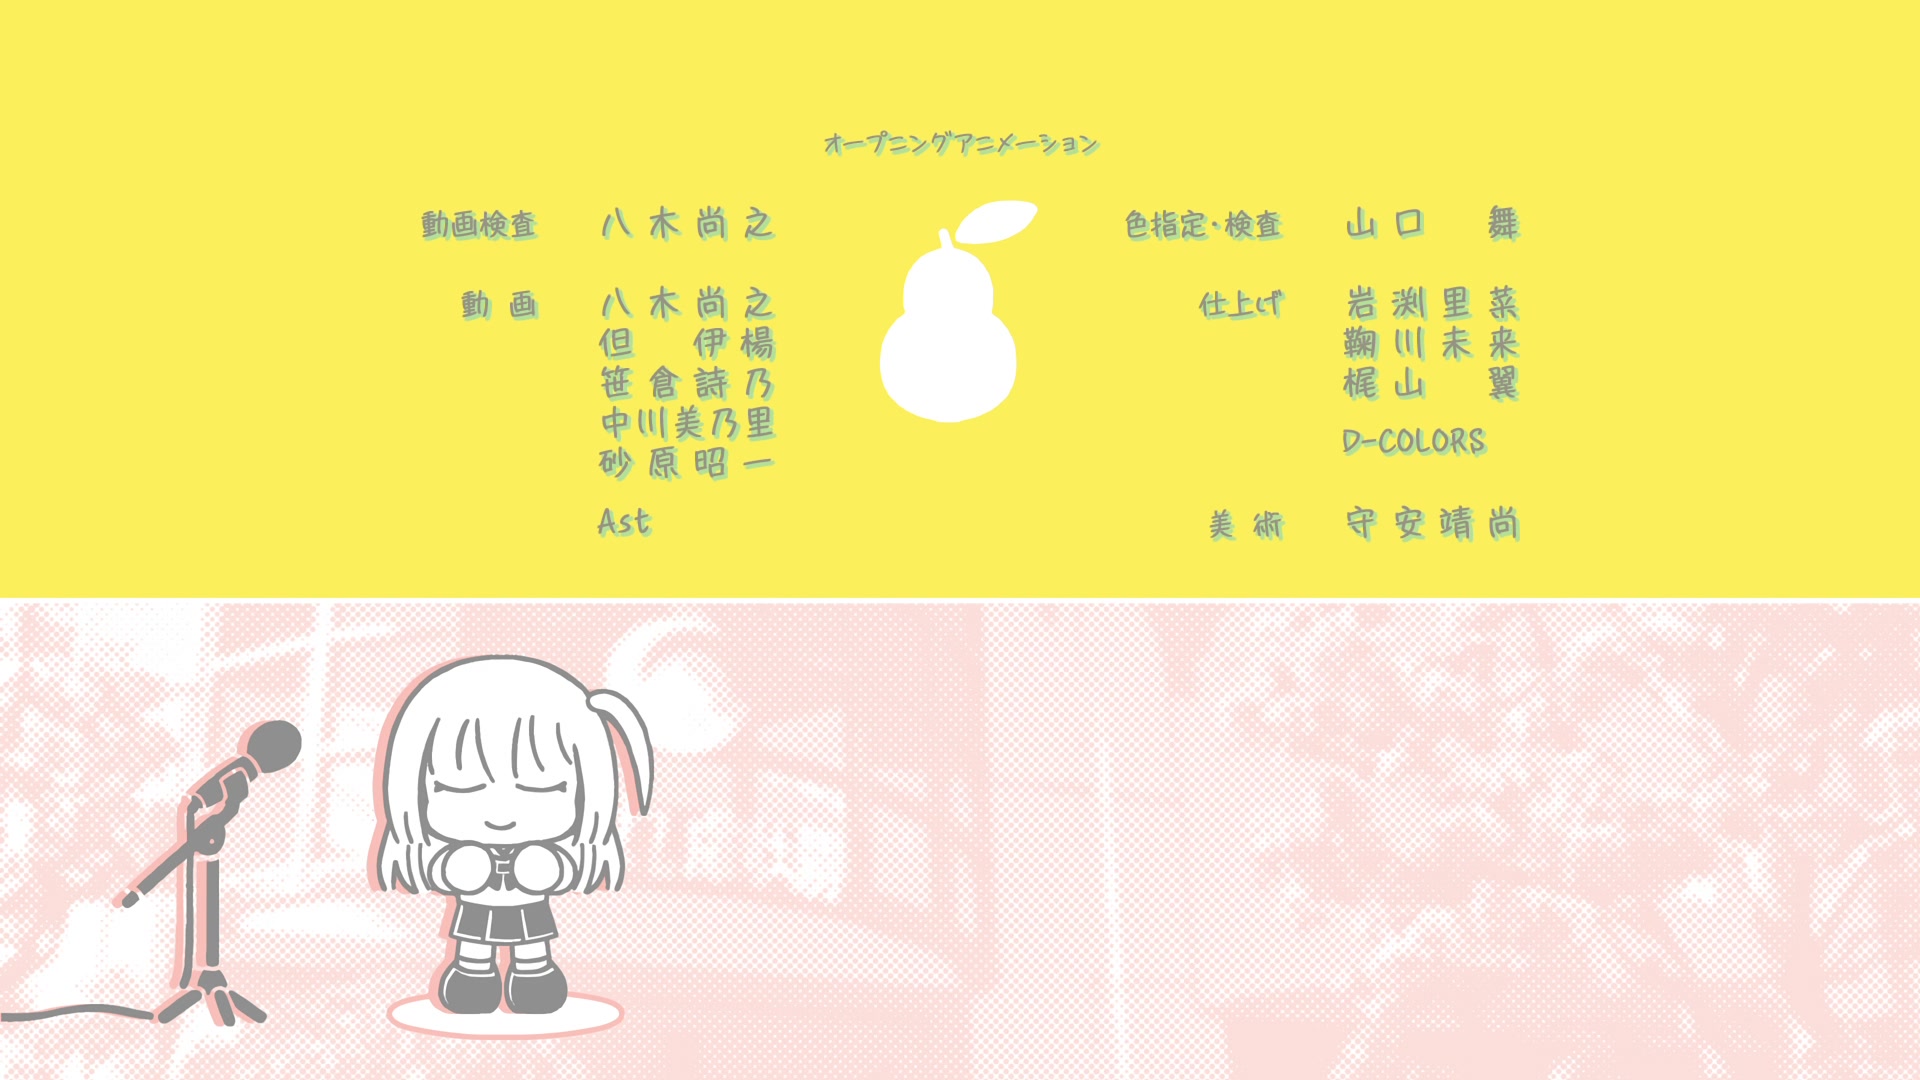 オープニングアニメーション
動画検査 八木尚之
動画 八木尚之
但 伊楊
笹倉詩乃
中川美乃里
砂原昭一
Ast
色指定・検査 山口 舞
仕上げ 岩渕里菜
鞠川未来
梶山 翼
D-COLORS
美術 守安靖尚